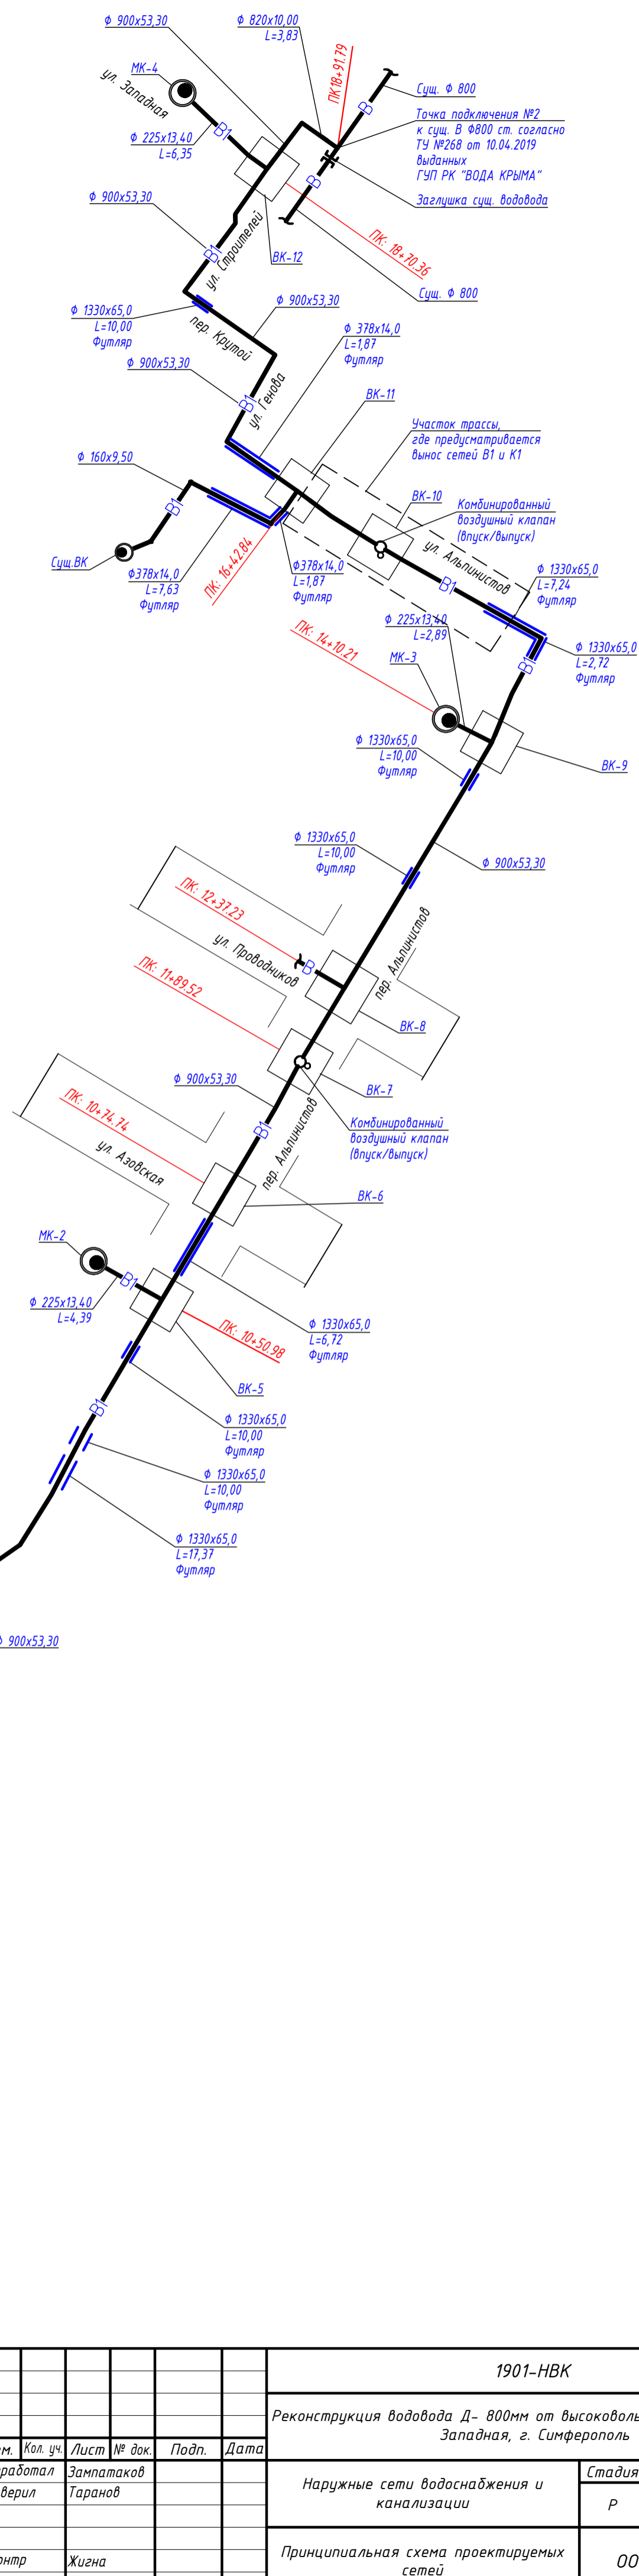 Ф 900х53,30
Ф 820х10,00
L=3,83
ПК18+91.79
МК-4
ул. Западная
Сущ. Ф 800
В1
В
Точка подключения №2
к сущ. В Ф800 ст. согласно
ТУ №268 от 10.04.2019
выданных
ГУП РК "ВОДА КРЫМА"
Ф 225х13,40
L=6,35
В
Заглушка сущ. водовода
Ф 900х53,30
ул. Строителей
В1
ПК: 18+70.36
ВК-12
Сущ. Ф 800
Ф 900х53,30
Ф 1330х65,0
L=10,00
Футляр
пер. Крутой
Ф 378х14,0
L=1,87
Футляр
Ф 900х53,30
В1
ул. Генова
ВК-11
Участок трассы,
где предусматривается
вынос сетей В1 и К1
Ф 160х9,50
В1
ВК-10
Комбинированный
воздушный клапан
(впуск/выпуск)
ул. Альпинистов
Сущ.ВК
Ф378х14,0
L=7,63
Футляр
ПК: 16+42.84
Ф378х14,0
L=1,87
Футляр
В1
Ф 1330х65,0
L=7,24
Футляр
Ф 225х13,40
L=2,89
ПК: 14+10.21
МК-3
В1
Ф 1330х65,0
L=2,72
Футляр
Ф 1330х65,0
L=10,00
Футляр
ВК-9
Ф 1330х65,0
L=10,00
Футляр
Ф 900х53,30
ПК: 12+37.23
ул. Проводников
В
пер. Альпинистов
ПК: 11+89.52
ВК-8
Ф 900х53,30
ВК-7
ПК: 10+74.74
В1
пер. Альпинистов
Комбинированный
воздушный клапан
(впуск/выпуск)
ул. Азовская
ВК-6
МК-2
В1
Ф 225х13,40
L=4,39
ПК: 10+50.98
Ф 1330х65,0
L=6,72
Футляр
ВК-5
В1
Ф 1330х65,0
L=10,00
Футляр
Ф 1330х65,0
L=10,00
Футляр
Ф 1330х65,0
L=17,37
Футляр
Ф 900х53,30
1901-НВК
Реконструкция водовода Д- 800мм от высоковоль
Западная, г. Симферополь
м. Кол. уч. Лист № док. Подп. Дата
работал Зампатаков
верил Таранов
Наружные сети водоснабжения и
канализации
Стадия
Р
онтр Жигна
Принципиальная схема проектируемых
сетей
ОО